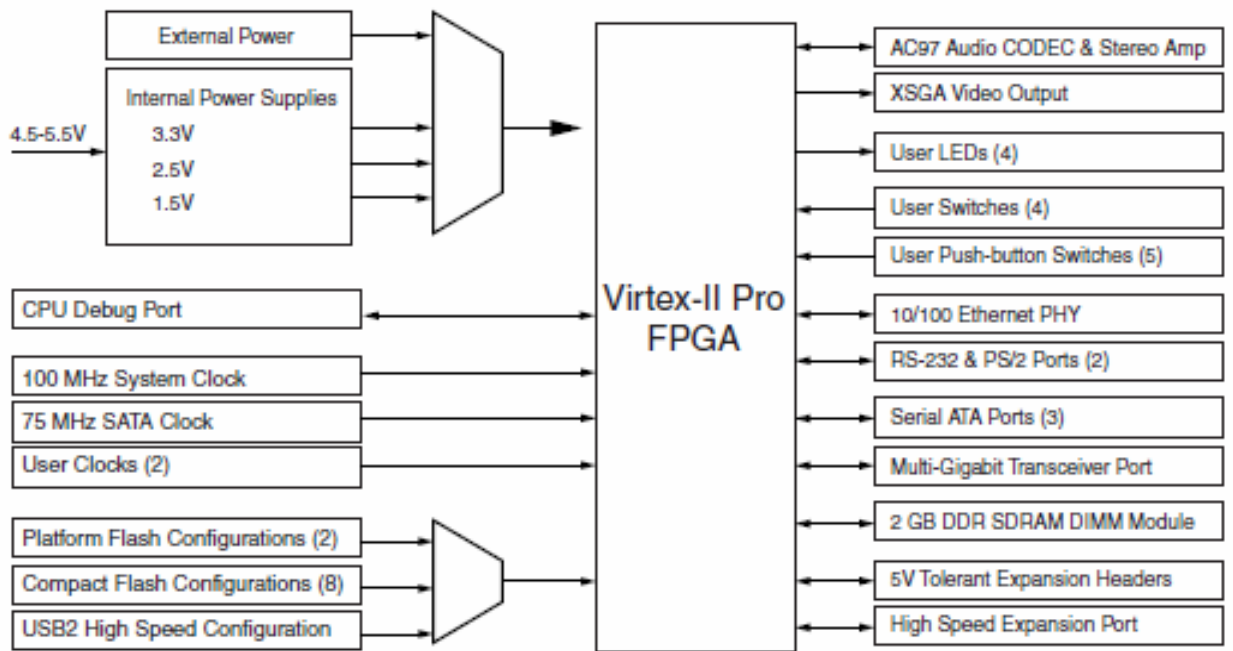 External Power
Internal Power Supplies
4.5-5.5V
3.3V
2.5V
1.5V
CPU Debug Port
100 MHz System Clock
75 MHz SATA Clock
User Clocks (2)
Platform Flash Configurations (2)
Compact Flash Configurations (8)
USB2 High Speed Configuration
Virtex-II Pro
FPGA
AC97 Audio CODEC & Stereo Amp
XSGA Video Output
User LEDs (4)
User Switches (4)
User Push-button Switches (5)
10/100 Ethernet PHY
RS-232 & PS/2 Ports (2)
Serial ATA Ports (3)
Multi-Gigabit Transceiver Port
2 GB DDR SDRAM DIMM Module
5V Tolerant Expansion Headers
High Speed Expansion Port